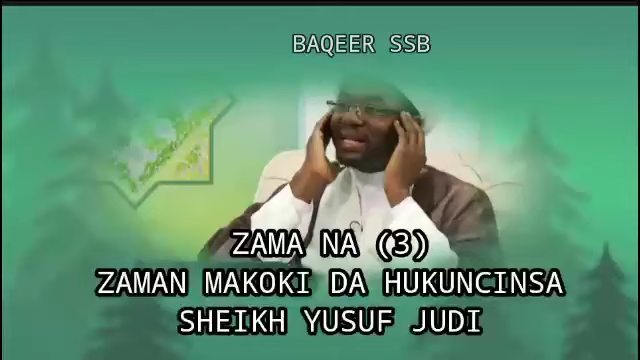 BAQEER SSB
ZAMA NA (3)
ZAMAN MAKOKI DA HUKUNCINSA
SHEIKH YUSUF JUDI